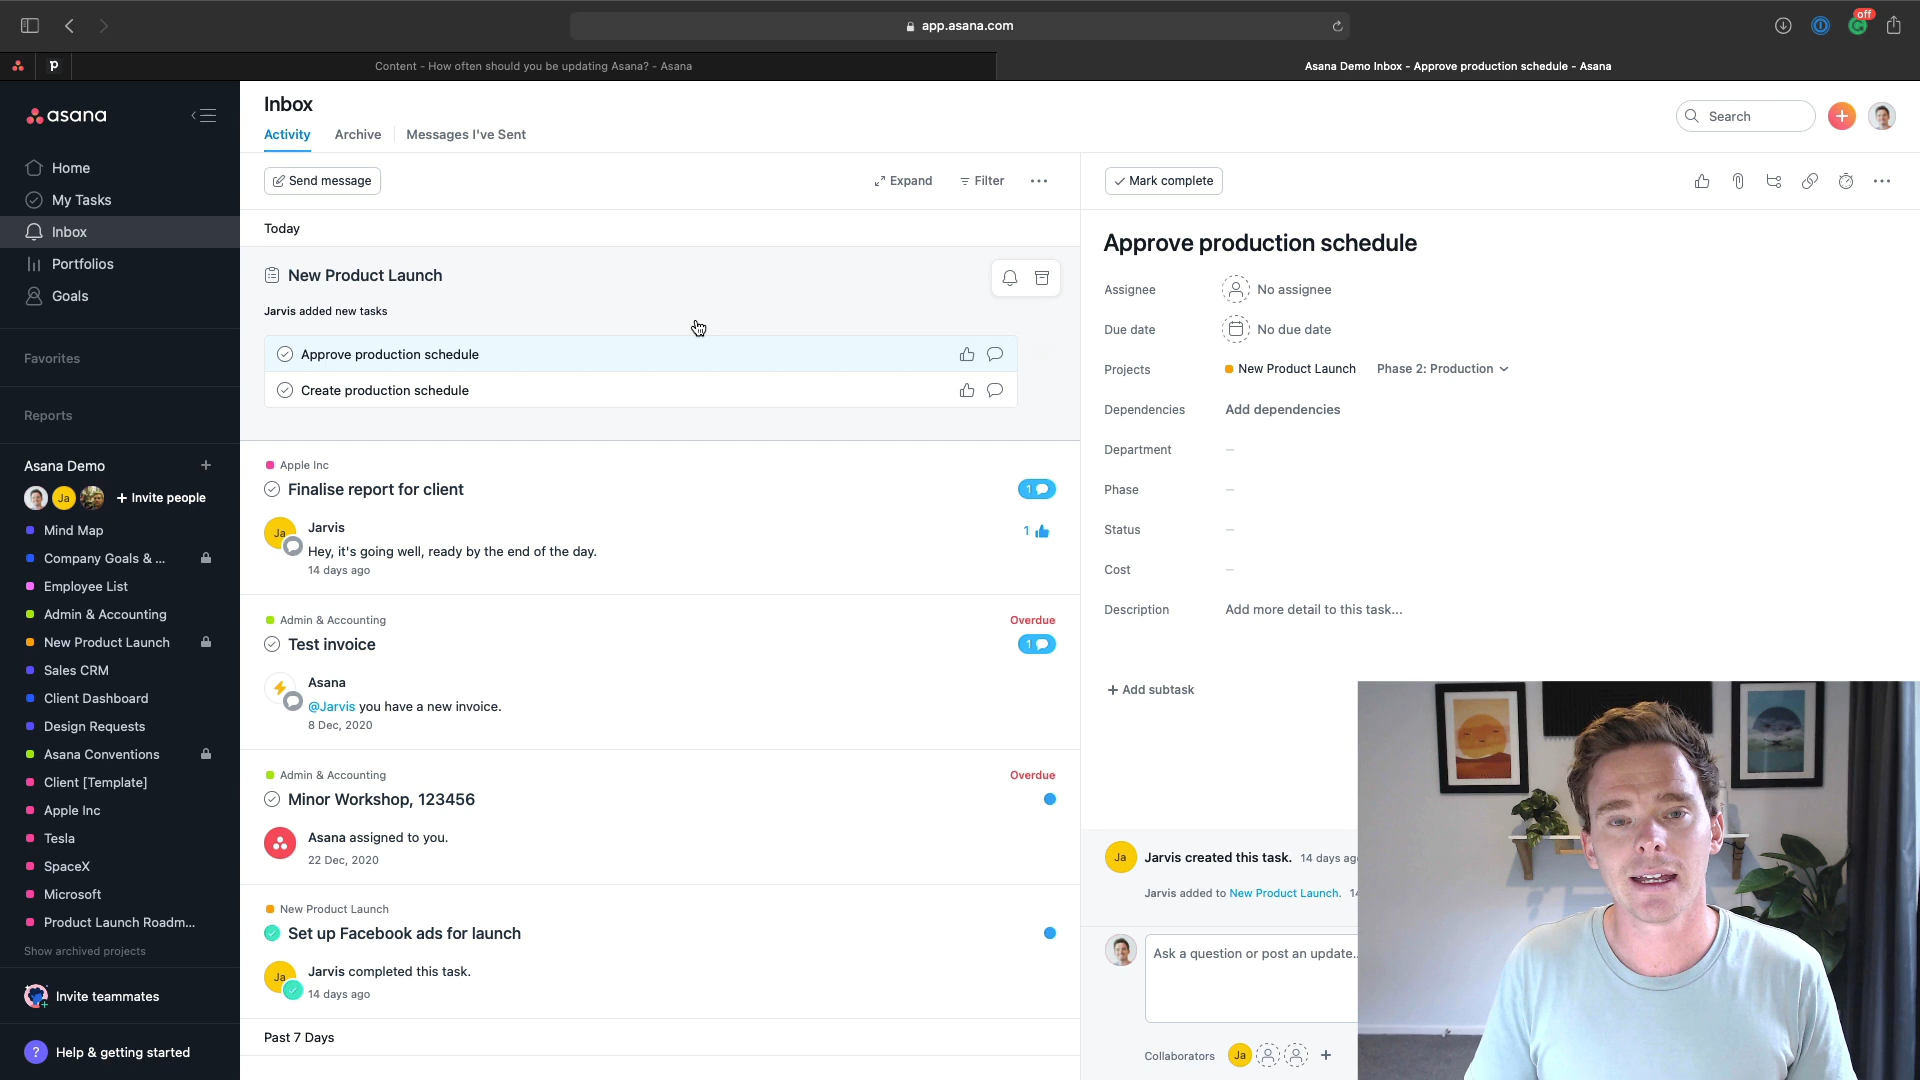 off
app.asana.com
Content - How often should you be updating Asana? - Asana
Asana Demo Inbox - Approve production schedule - Asana
asana
Home
My Tasks
Inbox
Portfolios
Goals
Favorites
Reports
Asana Demo
Ja
+ Invite people
Mind Map
Company Goals & ...
Employee List
Admin & Accounting
New Product Launch
Sales CRM
Client Dashboard
Design Requests
Asana Conventions
Client [Template]
Apple Inc
Tesla
SpaceX
Microsoft
Product Launch Roadm...
Show archived projects
Invite teammates
? Help & getting started
Inbox
Activity Archive Messages I've Sent
Search
Send message
Expand
Filter
Today
New Product Launch
Jarvis added new tasks
Approve production schedule
Create production schedule
Apple Inc
Finalise report for client
1
Ja
Jarvis
1
Hey, it's going well, ready by the end of the day.
14 days ago
Admin & Accounting
Overdue
Test invoice
1
Asana
@Jarvis you have a new invoice.
8 Dec, 2020
Admin & Accounting
Overdue
Minor Workshop, 123456
Asana assigned to you.
22 Dec, 2020
New Product Launch
Set up Facebook ads for launch
Ja
Jarvis completed this task.
14 days ago
Past 7 Days
Mark complete
Approve production schedule
Assignee No assignee
Due date No due date
Projects New Product Launch Phase 2: Production
Dependencies Add dependencies
Department –
Phase –
Status –
Cost –
Description Add more detail to this task...
+ Add subtask
Ja
Jarvis created this task. 14 days ago
Jarvis added to New Product Launch. 14
Ask a question or post an update..
Collaborators Ja +